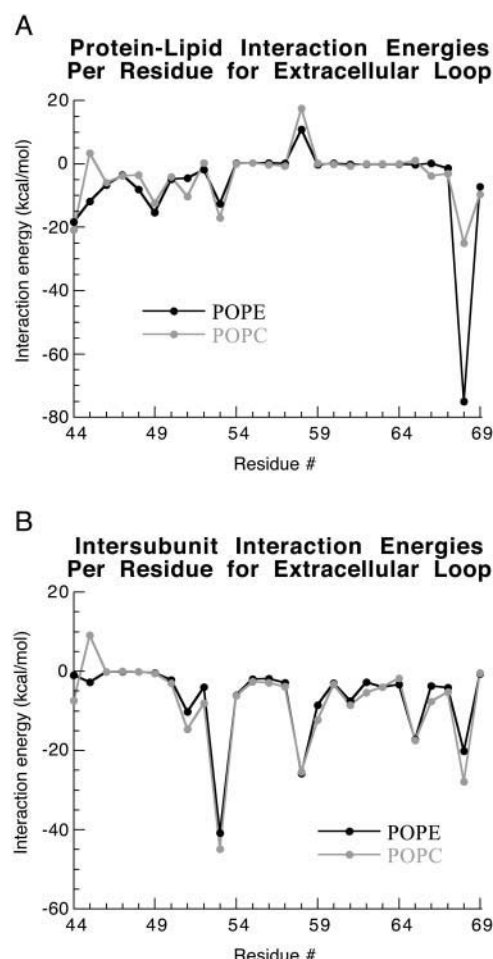 A
Protein-Lipid Interaction Energies
Per Residue for Extracellular Loop
20
0
-20
-40
-60
-80
Interaction energy (kcal/mol)
POPE
POPC
44 49 54 59 64 69
Residue #
B
Intersubunit Interaction Energies
Per Residue for Extracellular Loop
20
0
-20
-40
-60
Interaction energy (kcal/mol)
POPE
POPC
44 49 54 59 64 69
Residue #